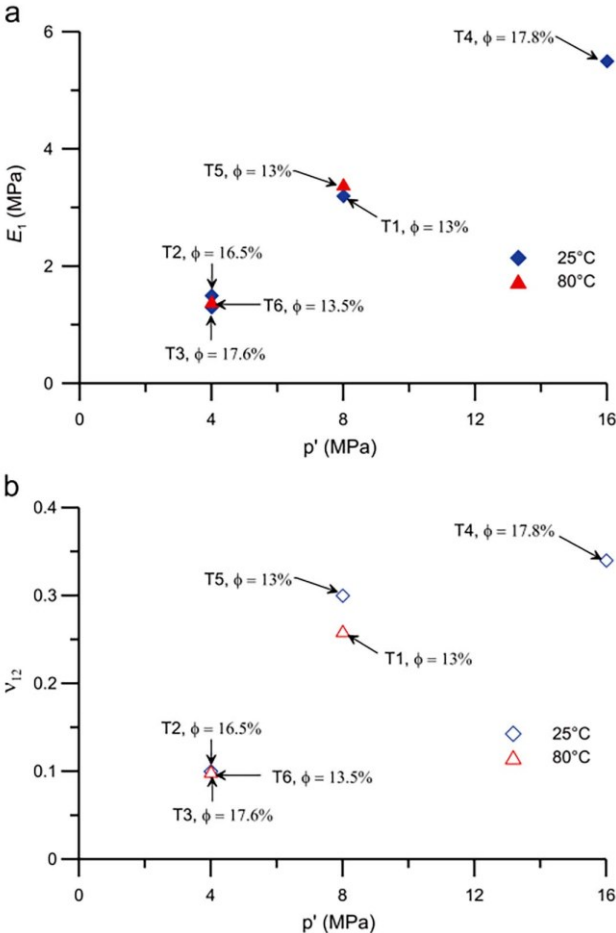 a
6
T4, ϕ = 17.8%
4
T5, ϕ = 13%
E1 (MPa)
T1, ϕ = 13%
T2, ϕ = 16.5%
25°C
2
80°C
T6, ϕ = 13.5%
T3, ϕ = 17.6%
0
0 4 8 12 16
p' (MPa)
b
0.4
T4, ϕ = 17.8%
T5, ϕ = 13%
0.3
T1, ϕ = 13%
ν12
0.2
T2, ϕ = 16.5%
25°C
80°C
0.1
T6, ϕ = 13.5%
T3, ϕ = 17.6%
0
0 4 8 12 16
p' (MPa)